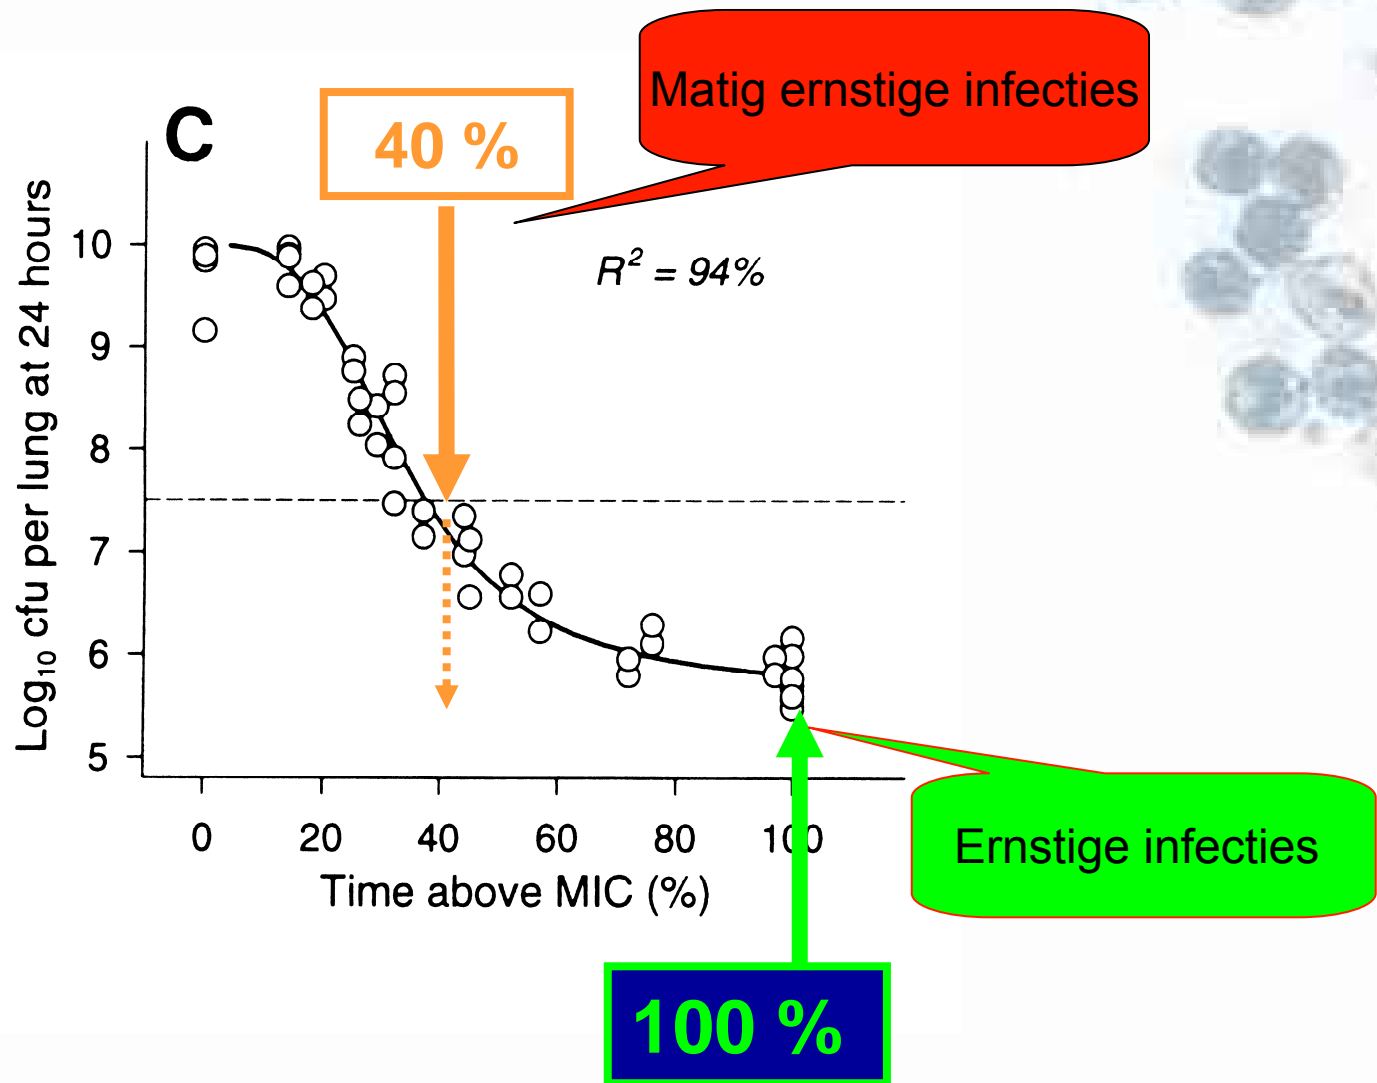 Matig ernstige infecties
C
40 %
R² = 94%
Log₁₀ cfu per lung at 24 hours
10
9
8
7
6
5
0 20 40 60 80 100
Time above MIC (%)
Ernstige infecties
100 %